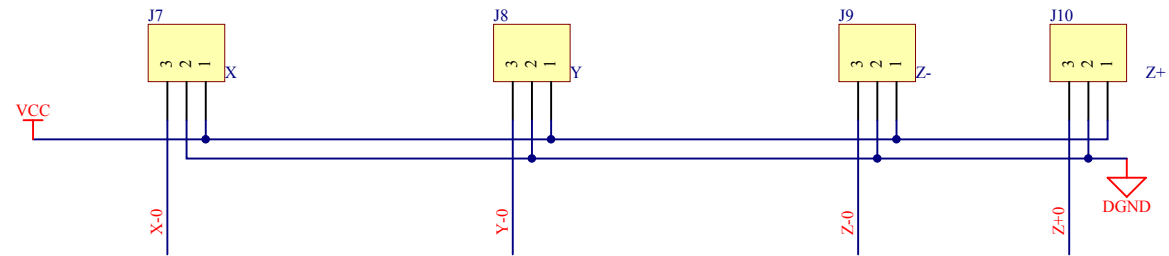 J7
J8
J9
J10
3 2 1
X
3 2 1
Y
3 2 1
Z-
3 2 1
Z+
VCC
DGND
X-0
Y-0
Z-0
Z+0